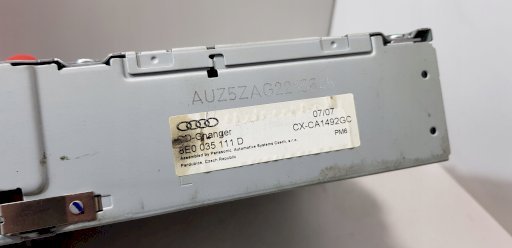 07/07
CD-Changer
CX-CA1492GC
8E0 035 111 D
PM6
Assembled by Panasonic Automotive Systems Czech, s.r.o.
Pardubice, Czech Republic